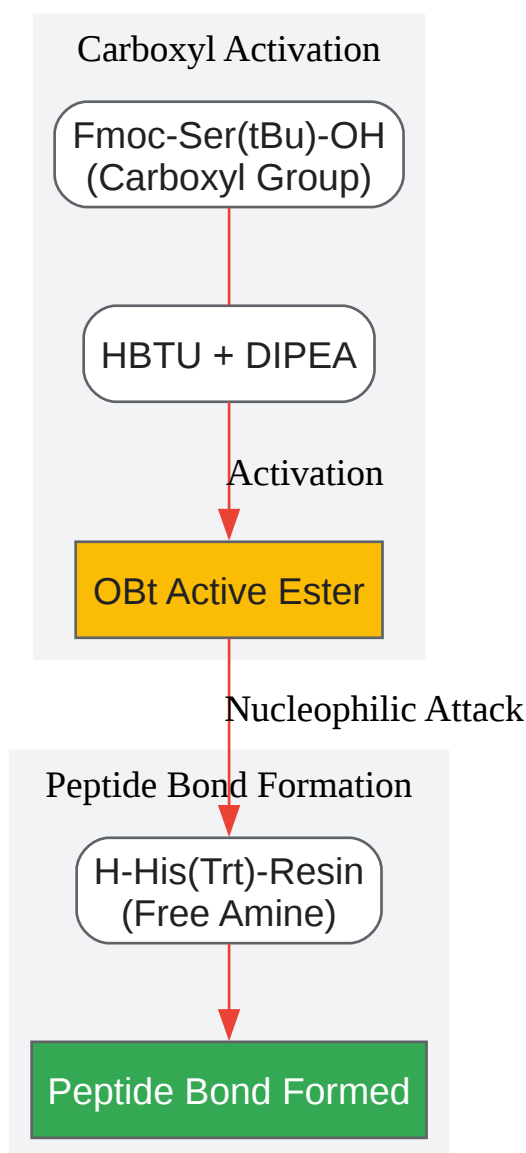 Carboxyl Activation
Fmoc-Ser(tBu)-OH
(Carboxyl Group)
HBTU + DIPEA
Activation
OBt Active Ester
Nucleophilic Attack
Peptide Bond Formation
H-His(Trt)-Resin
(Free Amine)
Peptide Bond Formed